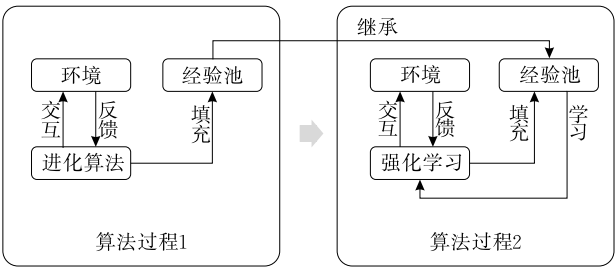 继承
环境
经验池
交互
反馈
填充
进化算法
算法过程1
环境
经验池
交互
反馈
填充
学习
强化学习
算法过程2